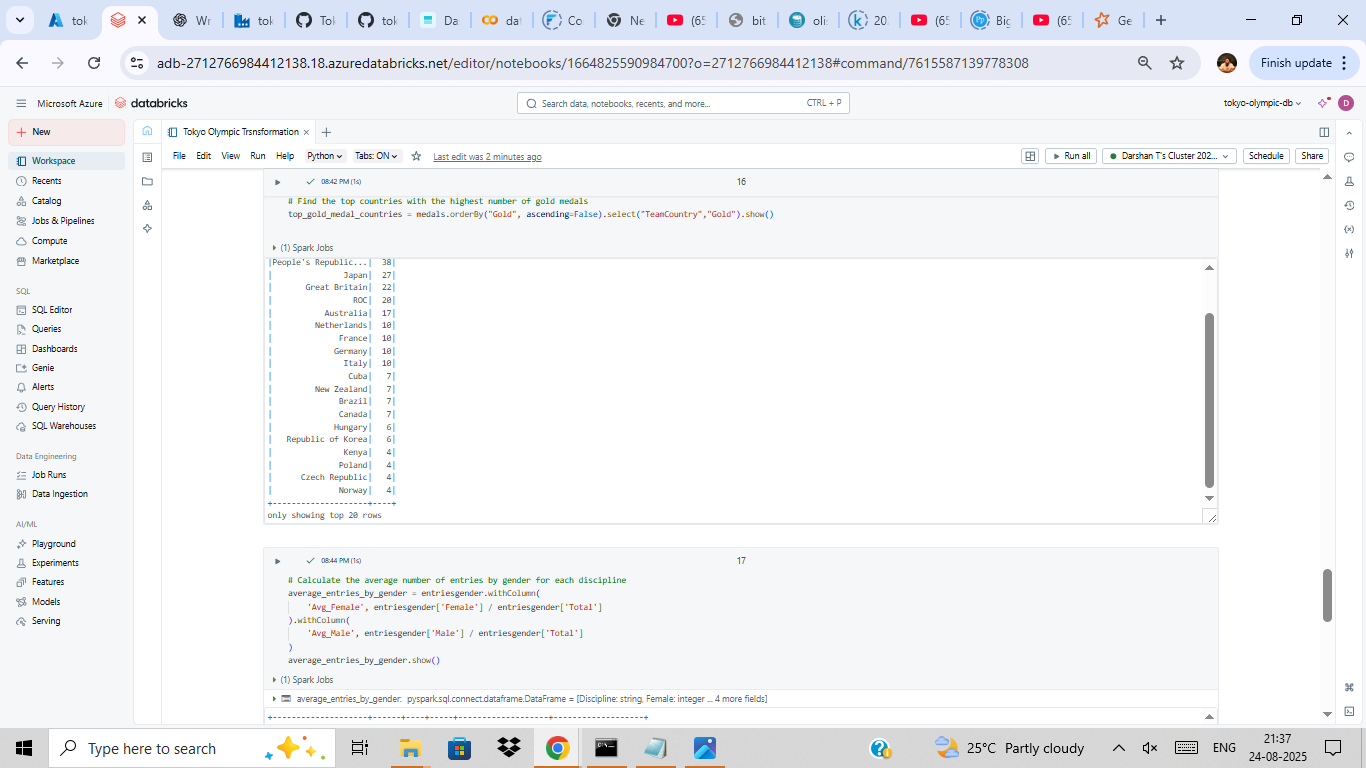 tok
Wr
tok
Tok
tok
Da
dat
Co
Ne
(65
bit
oli
202
(65
Big
(65
Ge
adb-2712766984412138.18.azuredatabricks.net/editor/notebooks/1664825590984700?o=2712766984412138#command/7615587139778308
Finish update
Microsoft Azure databricks
Search data, notebooks, recents, and more...
CTRL + P
tokyo-olympic-db
D
New
Tokyo Olympic Trsnsformation
File Edit View Run Help Python Tabs: ON Last edit was 2 minutes ago
Run all
Darshan T's Cluster 202...
Schedule
Share
Workspace
Recents
Catalog
Jobs & Pipelines
Compute
Marketplace
SQL
SQL Editor
Queries
Dashboards
Genie
Alerts
Query History
SQL Warehouses
Data Engineering
Job Runs
Data Ingestion
AI/ML
Playground
Experiments
Features
Models
Serving
08:42 PM (1s)
16
# Find the top countries with the highest number of gold medals
top_gold_medal_countries = medals.orderBy("Gold", ascending=False).select("TeamCountry","Gold").show()
(1) Spark Jobs
|People's Republic...| 38|
| Japan| 27|
| Great Britain| 22|
| ROC| 20|
| Australia| 17|
| Netherlands| 10|
| France| 10|
| Germany| 10|
| Italy| 10|
| Cuba| 7|
| New Zealand| 7|
| Brazil| 7|
| Canada| 7|
| Hungary| 6|
| Republic of Korea| 6|
| Kenya| 4|
| Poland| 4|
| Czech Republic| 4|
| Norway| 4|
+--------------------+----+
only showing top 20 rows
08:44 PM (1s)
17
# Calculate the average number of entries by gender for each discipline
average_entries_by_gender = entriesgender.withColumn(
'Avg_Female', entriesgender['Female'] / entriesgender['Total']
).withColumn(
'Avg_Male', entriesgender['Male'] / entriesgender['Total']
)
average_entries_by_gender.show()
(1) Spark Jobs
average_entries_by_gender: pyspark.sql.connect.dataframe.DataFrame = [Discipline: string, Female: integer ... 4 more fields]
+--------------------+------+----+-----+-------------------+-------------------+
Type here to search
25°C Partly cloudy
ENG
21:37
24-08-2025